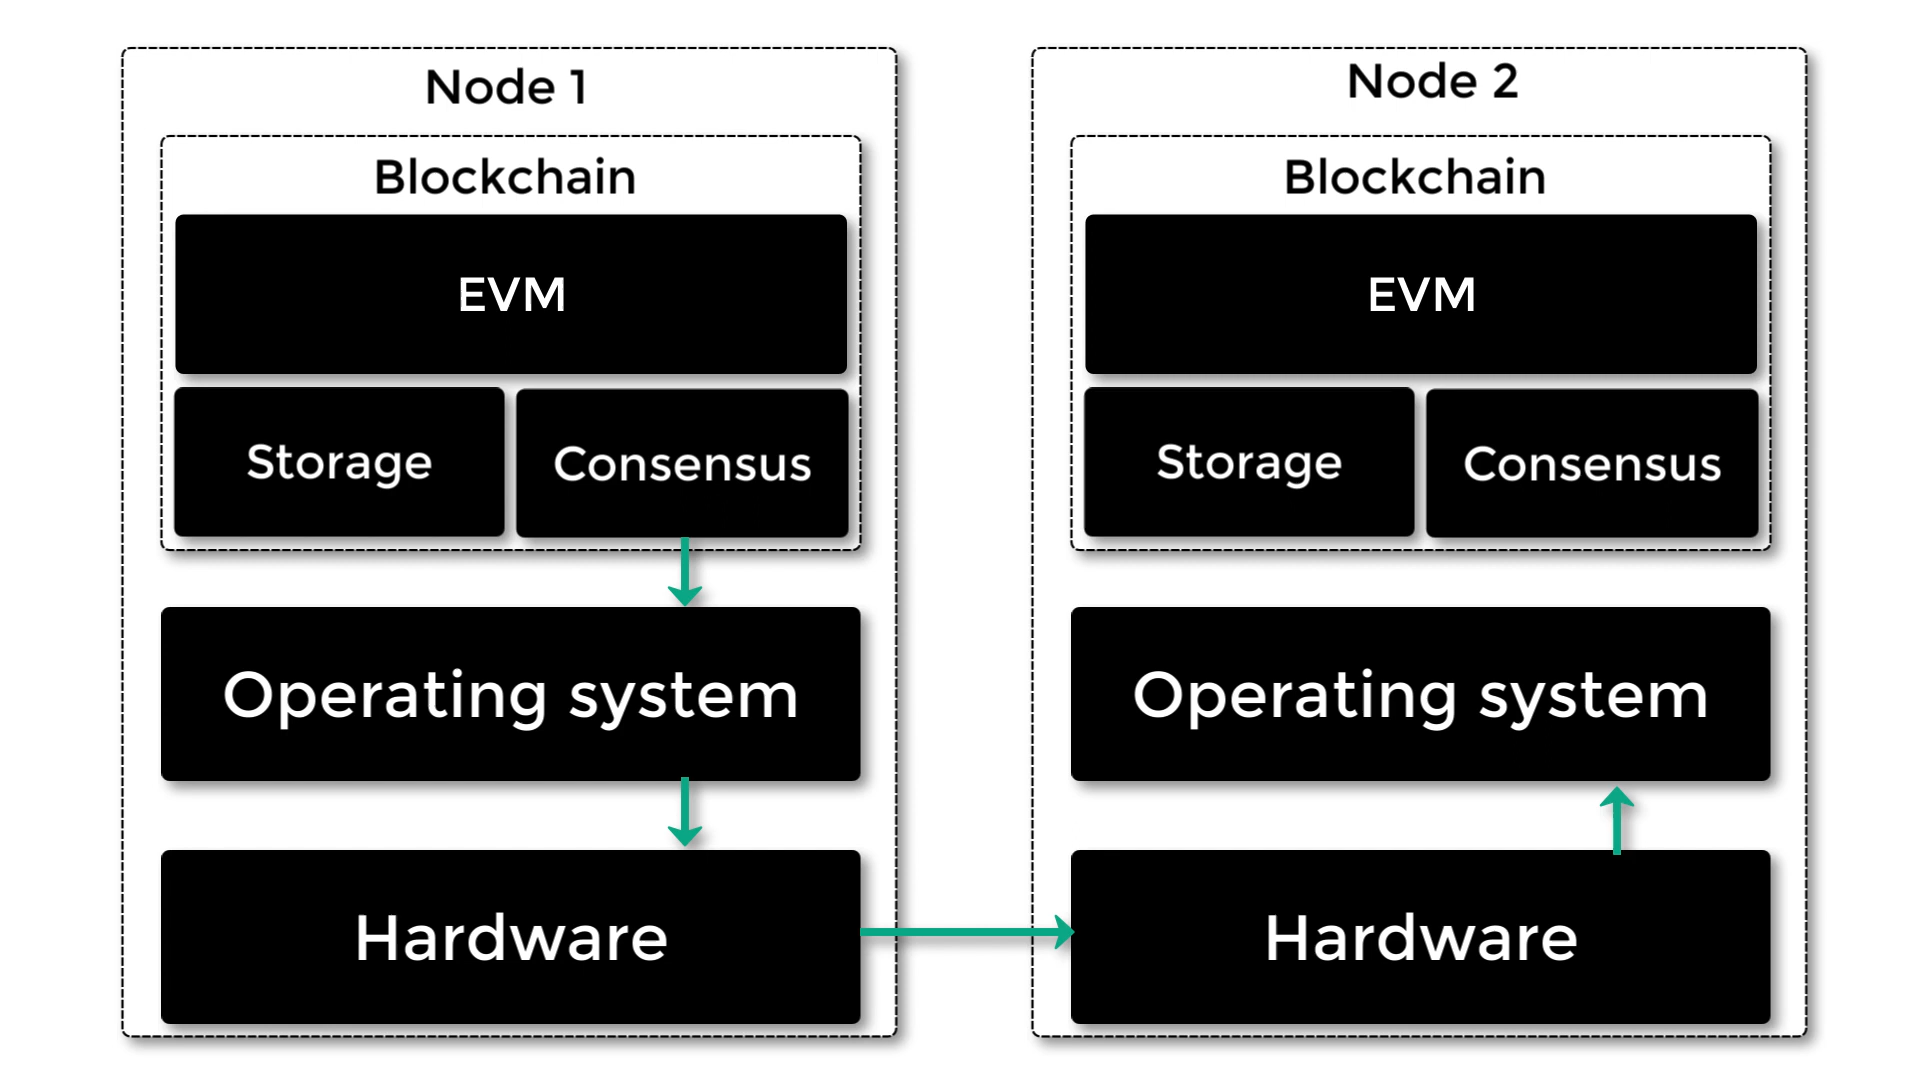 Node 1
Blockchain
EVM
Storage
Consensus
Operating system
Hardware
Node 2
Blockchain
EVM
Storage
Consensus
Operating system
Hardware